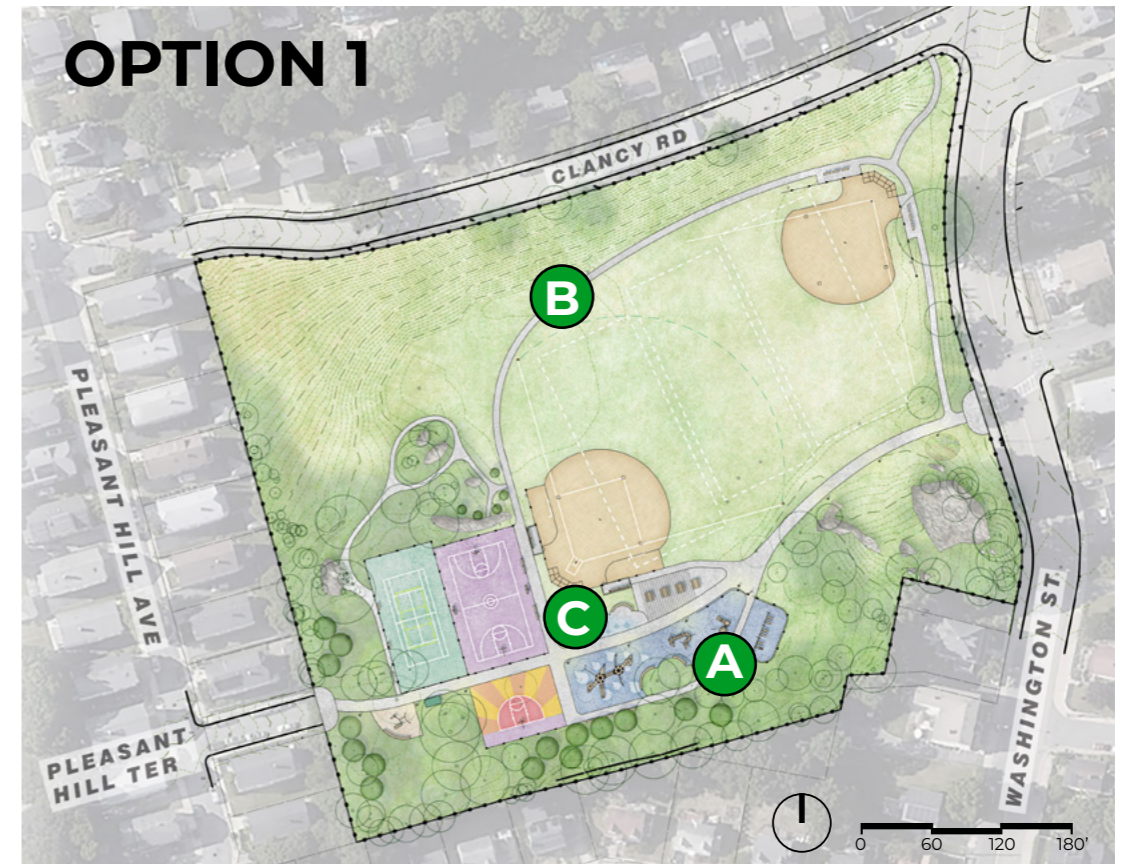 OPTION 1
CLANCY RD
B
PLEASANT HILL AVE
C
A
PLEASANT
HILL TER
WASHINGTON ST.
0 60 120 180'